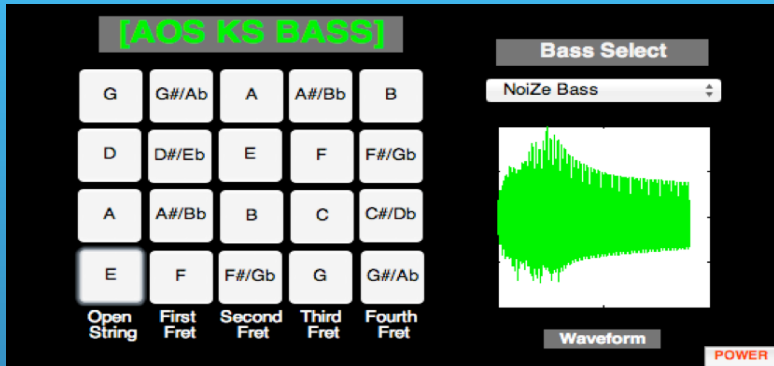 [AOS KS BASS]
Bass Select
NoiZe Bass
G G#/Ab A A#/Bb B
D D#/Eb E F F#/Gb
A A#/Bb B C C#/Db
E F F#/Gb G G#/Ab
Open First Second Third Fourth
String Fret Fret Fret Fret
Waveform
POWER